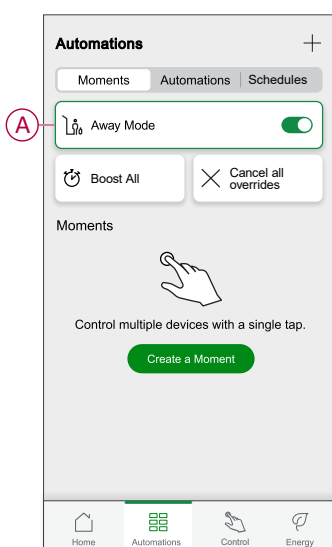 Automations
Moments Automations Schedules
A
Away Mode
Boost All
Cancel all
overrides
Moments
Control multiple devices with a single tap.
Create a Moment
Home Automations Control Energy